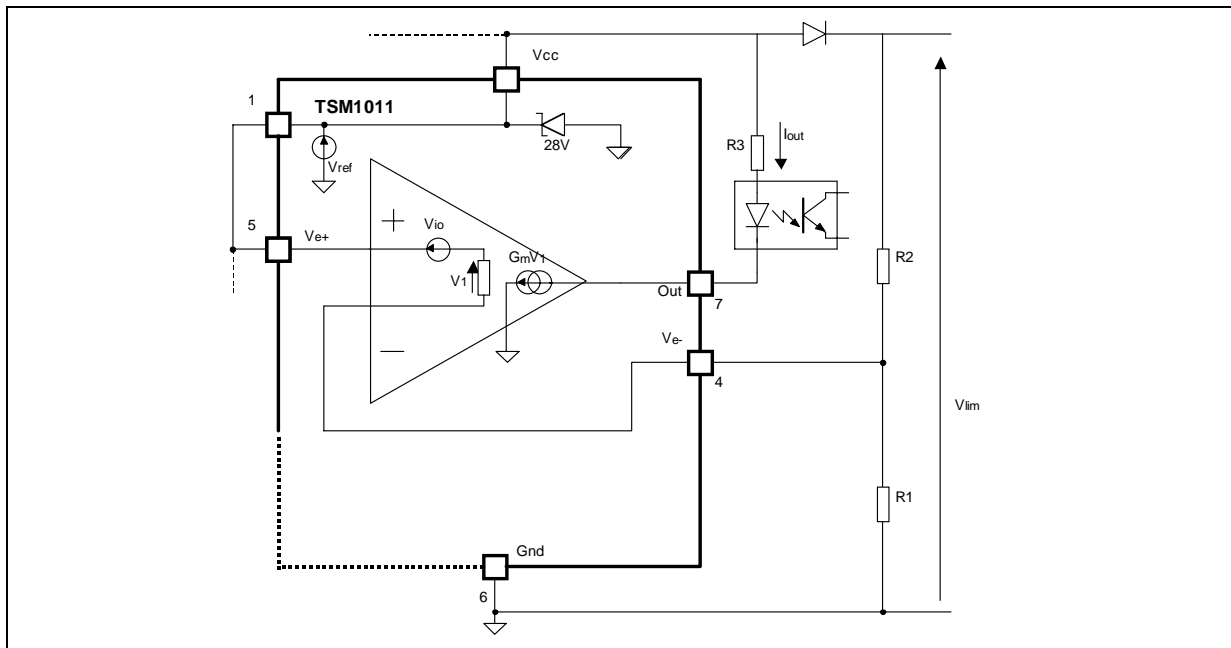 Vcc
1
TSM1011
28V
Vref
R3
Iout
5
Ve+
Vio
+
V1
GmV1
Out
7
R2
Ve-
4
—
Vlim
R1
Gnd
6